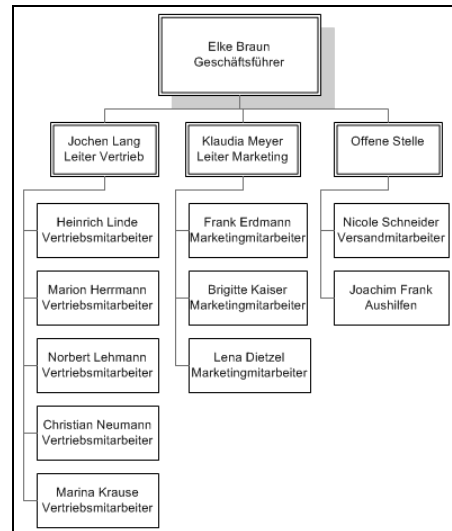 Elke Braun
Geschäftsführer
Jochen Lang
Leiter Vertrieb
Klaudia Meyer
Leiter Marketing
Offene Stelle
Heinrich Linde
Vertriebsmitarbeiter
Marion Herrmann
Vertriebsmitarbeiter
Norbert Lehmann
Vertriebsmitarbeiter
Christian Neumann
Vertriebsmitarbeiter
Marina Krause
Vertriebsmitarbeiter
Frank Erdmann
Marketingmitarbeiter
Brigitte Kaiser
Marketingmitarbeiter
Lena Dietzel
Marketingmitarbeiter
Nicole Schneider
Versandmitarbeiter
Joachim Frank
Aushilfen